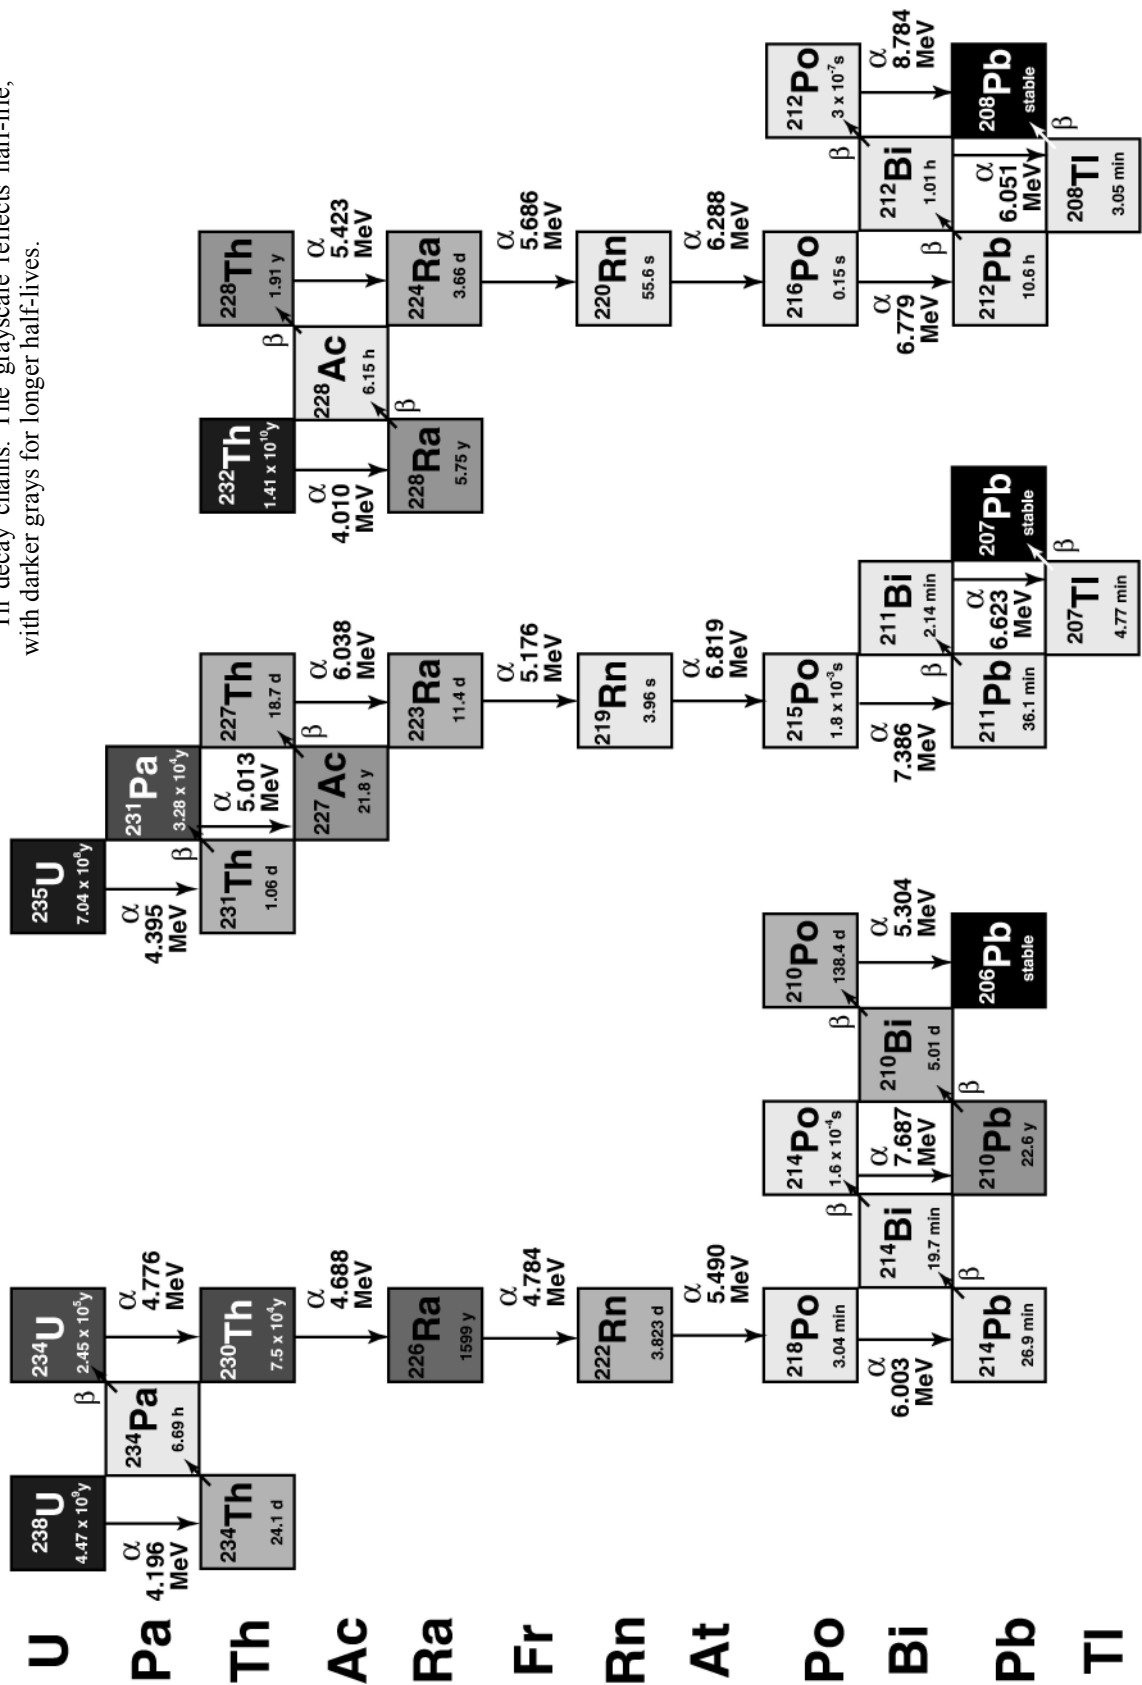 Th decay chains. The grayscale reflects half-life,
with darker grays for longer half-lives.
U
Pa
Th
Ac
Ra
Fr
Rn
At
Po
Bi
Pb
Tl
238U
4.47 x 10⁹y
α
4.196
MeV
234Th
24.1 d
234Pa
6.69 h
β
234U
2.45 x 10⁵y
α
4.776
MeV
230Th
7.5 x 10⁴y
α
4.688
MeV
226Ra
1599 y
α
4.784
MeV
222Rn
3.823 d
α
5.490
MeV
218Po
3.04 min
α
6.003
MeV
214Pb
26.9 min
β
214Bi
19.7 min
β
214Po
1.6 x 10⁻⁴s
α
7.687
MeV
210Pb
22.6 y
β
210Bi
5.01 d
β
210Po
138.4 d
α
5.304
MeV
206Pb
stable
235U
7.04 x 10⁸y
α
4.395
MeV
231Th
1.06 d
β
231Pa
3.28 x 10⁴y
α
5.013
MeV
227Ac
21.8 y
β
227Th
18.7 d
α
6.038
MeV
223Ra
11.4 d
α
5.176
MeV
219Rn
3.96 s
α
6.819
MeV
215Po
1.8 x 10⁻³s
α
7.386
MeV
211Pb
36.1 min
β
211Bi
2.14 min
α
6.623
MeV
207Tl
4.77 min
β
207Pb
stable
232Th
1.41 x 10¹⁰y
α
4.010
MeV
228Ra
5.75 y
β
228Ac
6.15 h
β
228Th
1.91 y
α
5.423
MeV
224Ra
3.66 d
α
5.686
MeV
220Rn
55.6 s
α
6.288
MeV
216Po
0.15 s
α
6.779
MeV
212Pb
10.6 h
β
212Bi
1.01 h
β
212Po
3 x 10⁻⁷s
α
8.784
MeV
α
6.051
MeV
208Tl
3.05 min
β
208Pb
stable